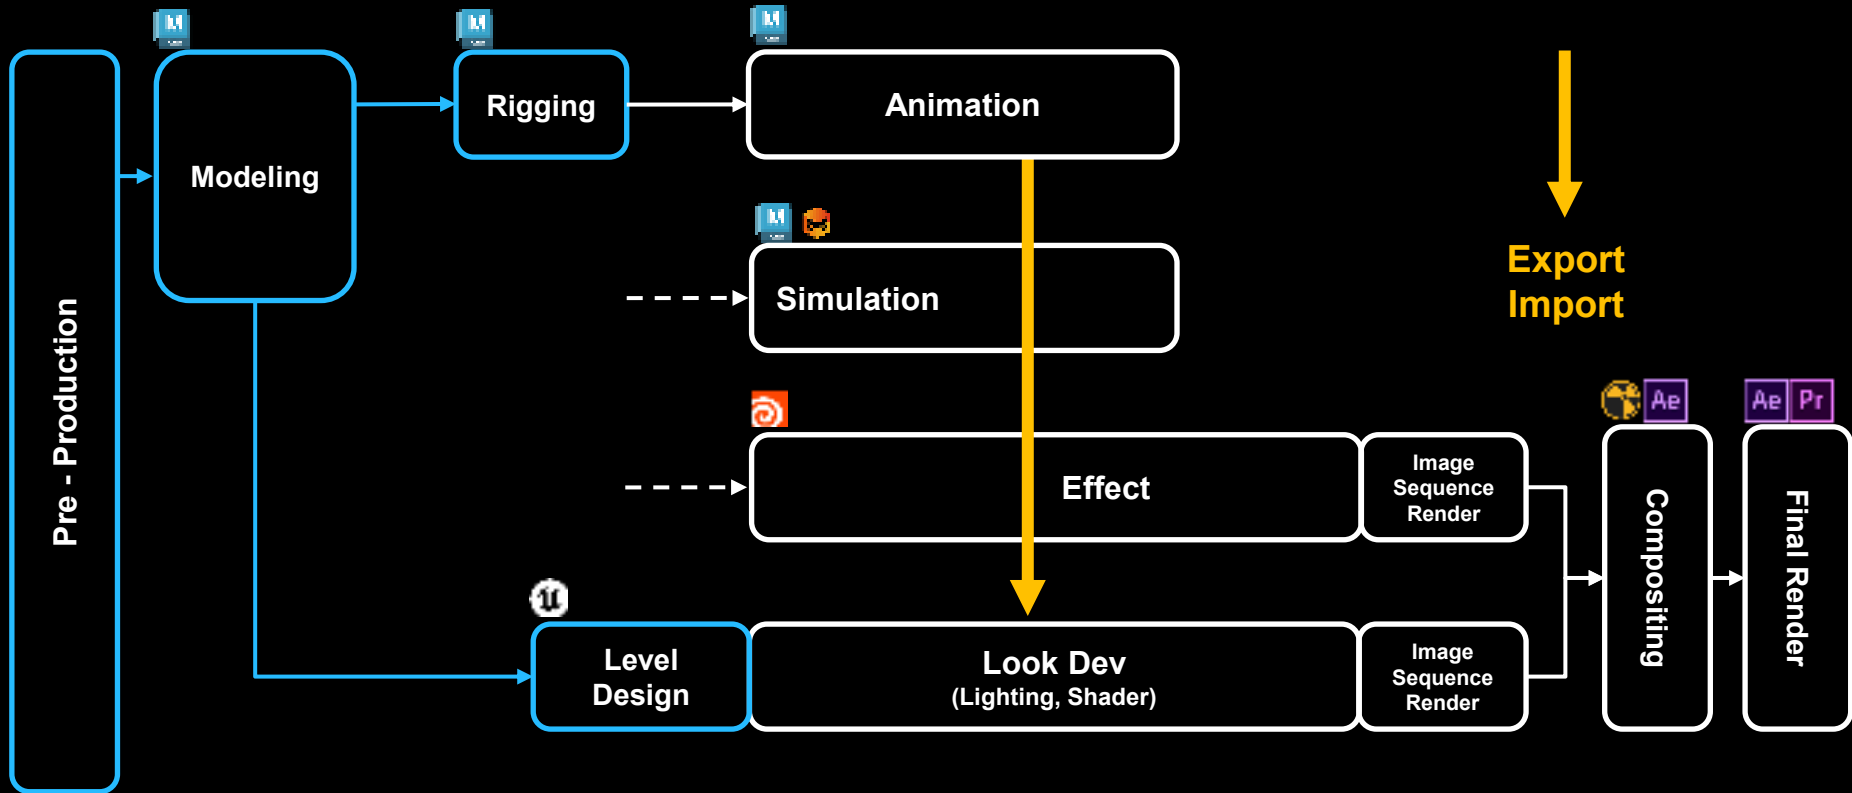 Pre - Production
M
Modeling
M
Rigging
M
Animation
M
Simulation
Effect
Image
Sequence
Render
Level
Design
Look Dev
(Lighting, Shader)
Image
Sequence
Render
Export
Import
Ae
Compositing
Ae
Pr
Final Render